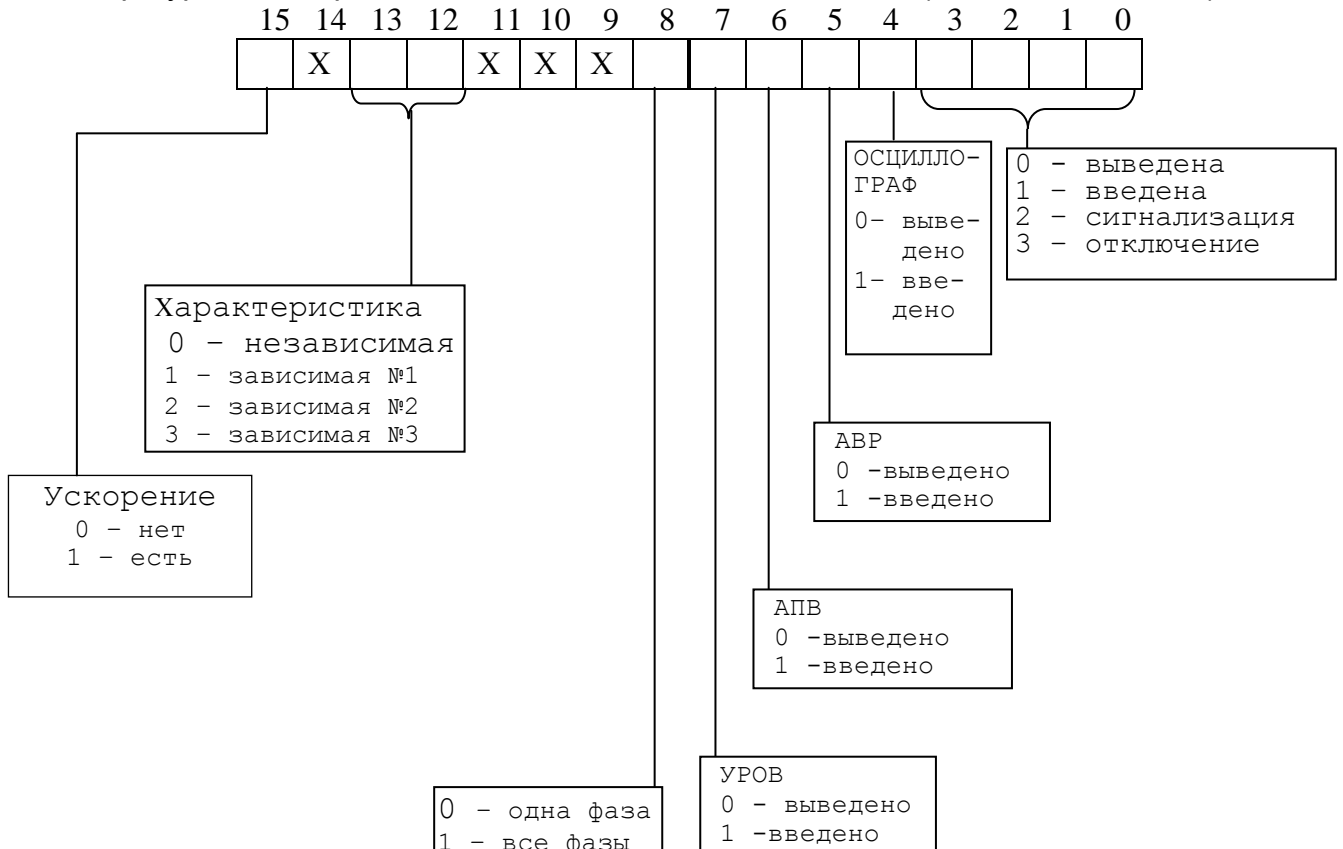 15 14 13 12 11 10 9 8 7 6 5 4 3 2 1 0
X X X X
ОСЦИЛЛО-
ГРАФ
0– выве-
дено
1– вве-
дено
0 – выведена
1 – введена
2 – сигнализация
3 – отключение
Характеристика
0 – независимая
1 – зависимая №1
2 – зависимая №2
3 – зависимая №3
АВР
0 –выведено
1 –введено
Ускорение
0 – нет
1 – есть
АПВ
0 –выведено
1 –введено
УРОВ
0 – выведено
1 –введено
0 – одна фаза
1 – все фазы